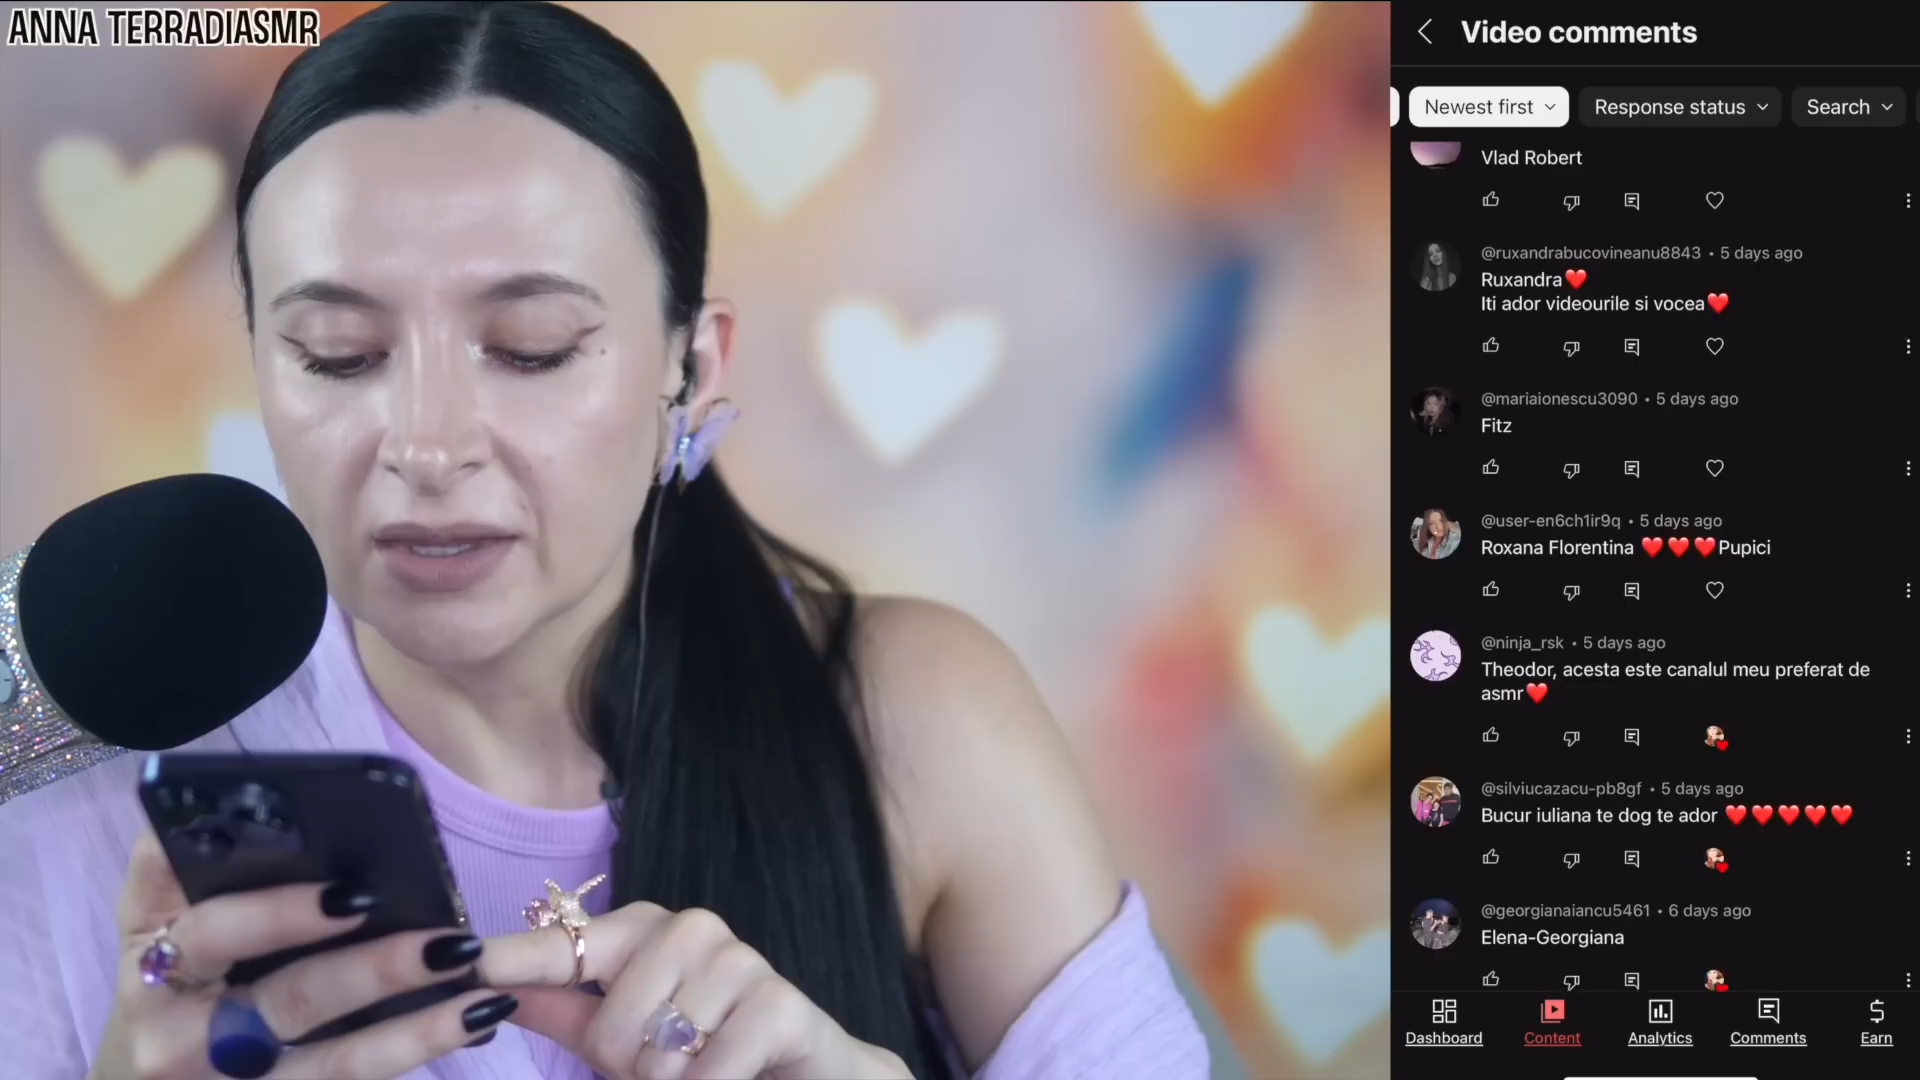 ANNA TERRADIASMR
Video comments
Newest first
Response status
Search
Vlad Robert
@ruxandrabucovineanu8843 • 5 days ago
Ruxandra❤️
Iti ador videourile si vocea❤️
@mariaionescu3090 • 5 days ago
Fitz
@user-en6ch1ir9q • 5 days ago
Roxana Florentina ❤️❤️❤️Pupici
@ninja_rsk • 5 days ago
Theodor, acesta este canalul meu preferat de
asmr❤️
@silviucazacu-pb8gf • 5 days ago
Bucur iuliana te dog te ador ❤️❤️❤️❤️❤️
@georgianaiancu5461 • 6 days ago
Elena-Georgiana
Dashboard
Content
Analytics
Comments
Earn